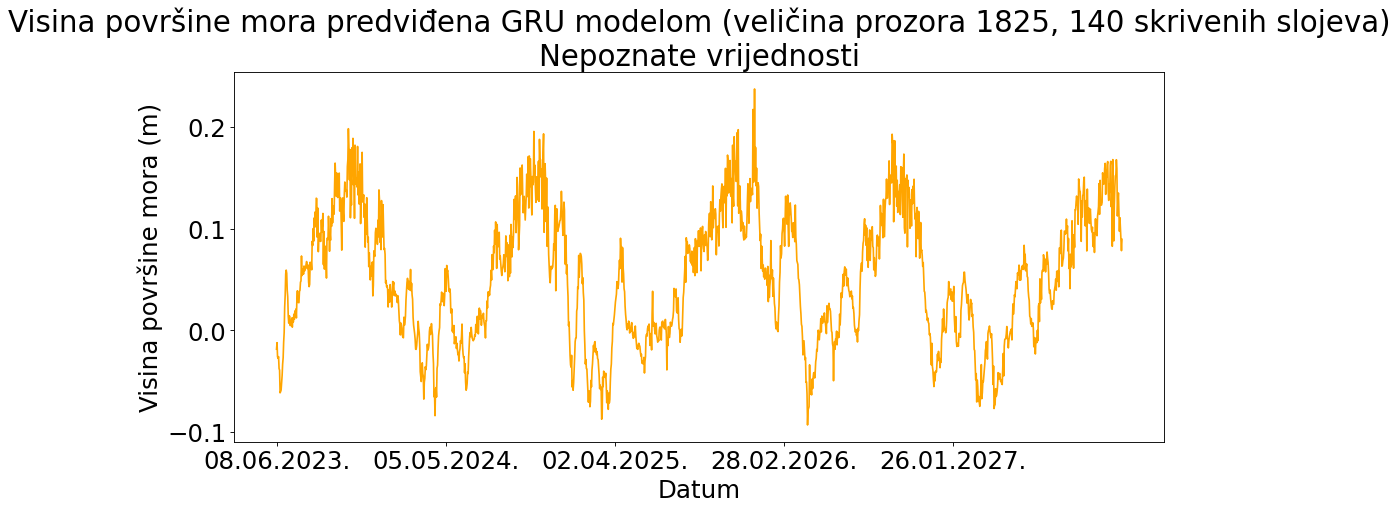 Visina površine mora predviđena GRU modelom (veličina prozora 1825, 140 skrivenih slojeva)
Nepoznate vrijednosti
Visina površine mora (m)
0.2
0.1
0.0
−0.1
08.06.2023. 05.05.2024. 02.04.2025. 28.02.2026. 26.01.2027.
Datum